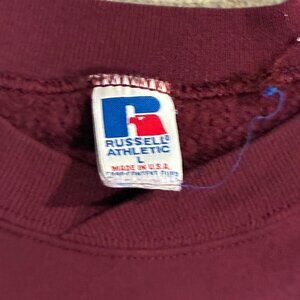 R
RUSSELL®
ATHLETIC
L
MADE IN U.S.A.